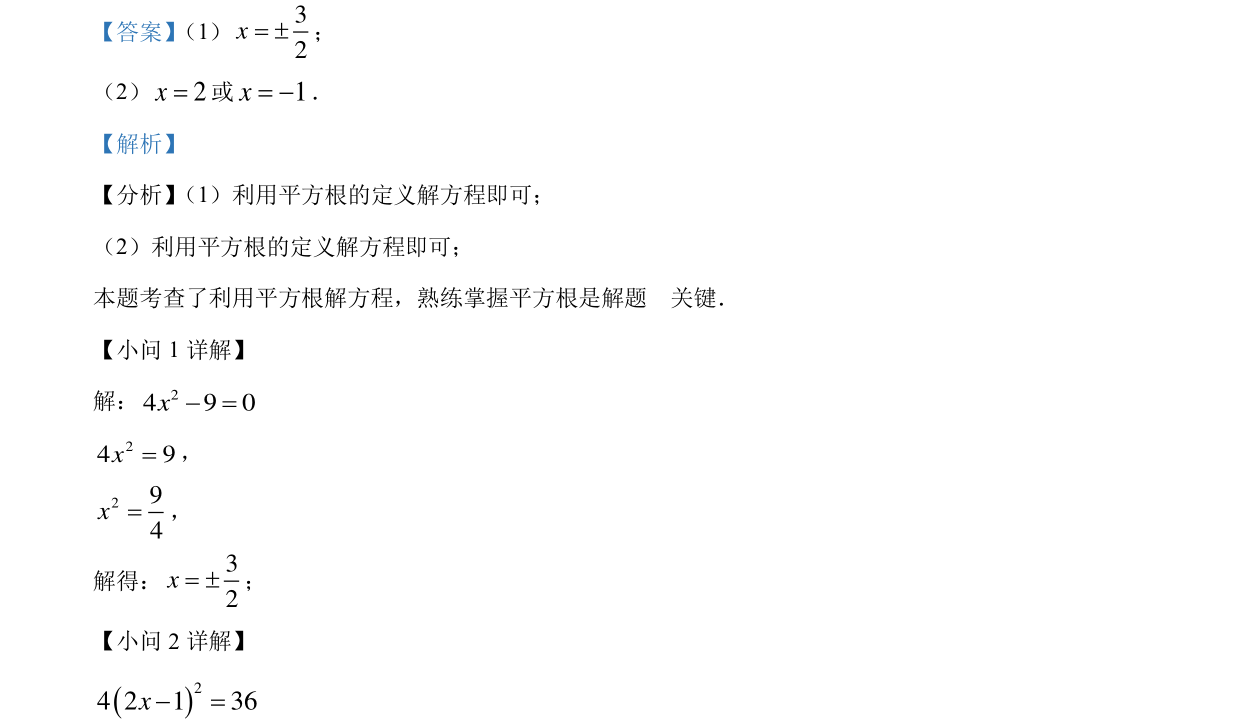 【答案】（1）x = ±3/2；
（2）x = 2或x = −1．
【解析】
【分析】（1）利用平方根的定义解方程即可；
（2）利用平方根的定义解方程即可；
本题考查了利用平方根解方程，熟练掌握平方根是解题 关键．
【小问 1 详解】
解：4x² − 9 = 0
4x² = 9，
x² = 9/4，
解得：x = ±3/2；
【小问 2 详解】
4(2x−1)² = 36